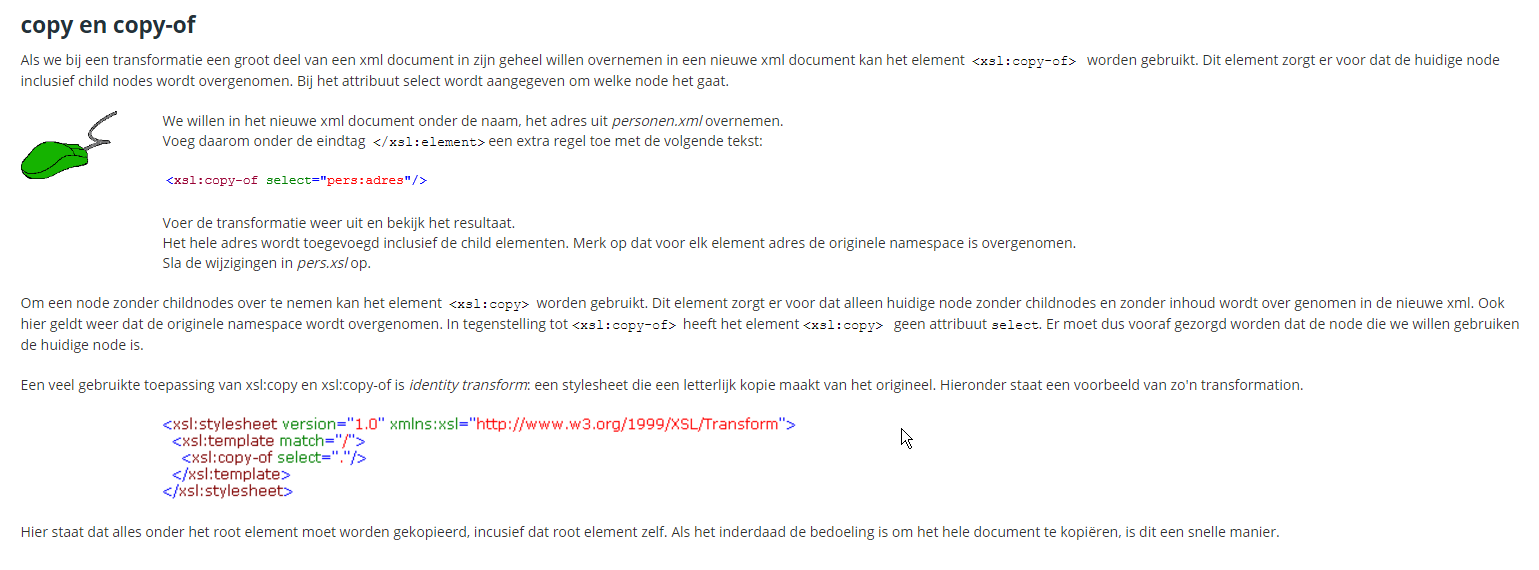 copy en copy-of
Als we bij een transformatie een groot deel van een xml document in zijn geheel willen overnemen in een nieuwe xml document kan het element <xsl:copy-of> worden gebruikt. Dit element zorgt er voor dat de huidige node
inclusief child nodes wordt overgenomen. Bij het attribuut select wordt aangegeven om welke node het gaat.
We willen in het nieuwe xml document onder de naam, het adres uit personen.xml overnemen.
Voeg daarom onder de eindtag </xsl:element> een extra regel toe met de volgende tekst:
<xsl:copy-of select="pers:adres"/>
Voer de transformatie weer uit en bekijk het resultaat.
Het hele adres wordt toegevoegd inclusief de child elementen. Merk op dat voor elk element adres de originele namespace is overgenomen.
Sla de wijzigingen in pers.xsl op.
Om een node zonder childnodes over te nemen kan het element <xsl:copy> worden gebruikt. Dit element zorgt er voor dat alleen huidige node zonder childnodes en zonder inhoud wordt over genomen in de nieuwe xml. Ook
hier geldt weer dat de originele namespace wordt overgenomen. In tegenstelling tot <xsl:copy-of> heeft het element <xsl:copy> geen attribuut select. Er moet dus vooraf gezorgd worden dat de node die we willen gebruiken
de huidige node is.
Een veel gebruikte toepassing van xsl:copy en xsl:copy-of is identity transform: een stylesheet die een letterlijk kopie maakt van het origineel. Hieronder staat een voorbeeld van zo'n transformation.
<xsl:stylesheet version="1.0" xmlns:xsl="http://www.w3.org/1999/XSL/Transform">
<xsl:template match="/">
<xsl:copy-of select="."/>
</xsl:template>
</xsl:stylesheet>
Hier staat dat alles onder het root element moet worden gekopieerd, incusief dat root element zelf. Als het inderdaad de bedoeling is om het hele document te kopiëren, is dit een snelle manier.